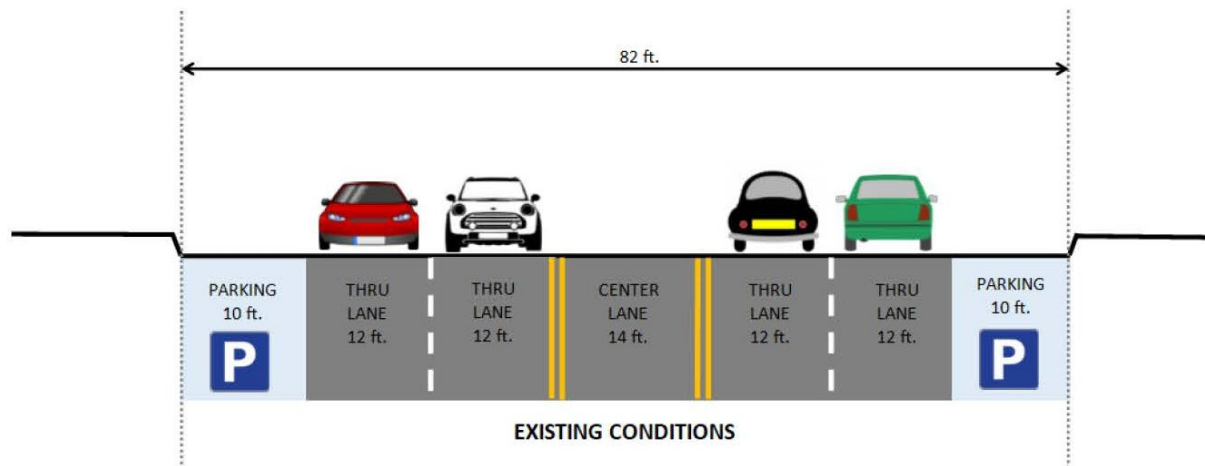 82 ft.
PARKING
10 ft.
P
THRU
LANE
12 ft.
THRU
LANE
12 ft.
CENTER
LANE
14 ft.
THRU
LANE
12 ft.
THRU
LANE
12 ft.
PARKING
10 ft.
P
EXISTING CONDITIONS